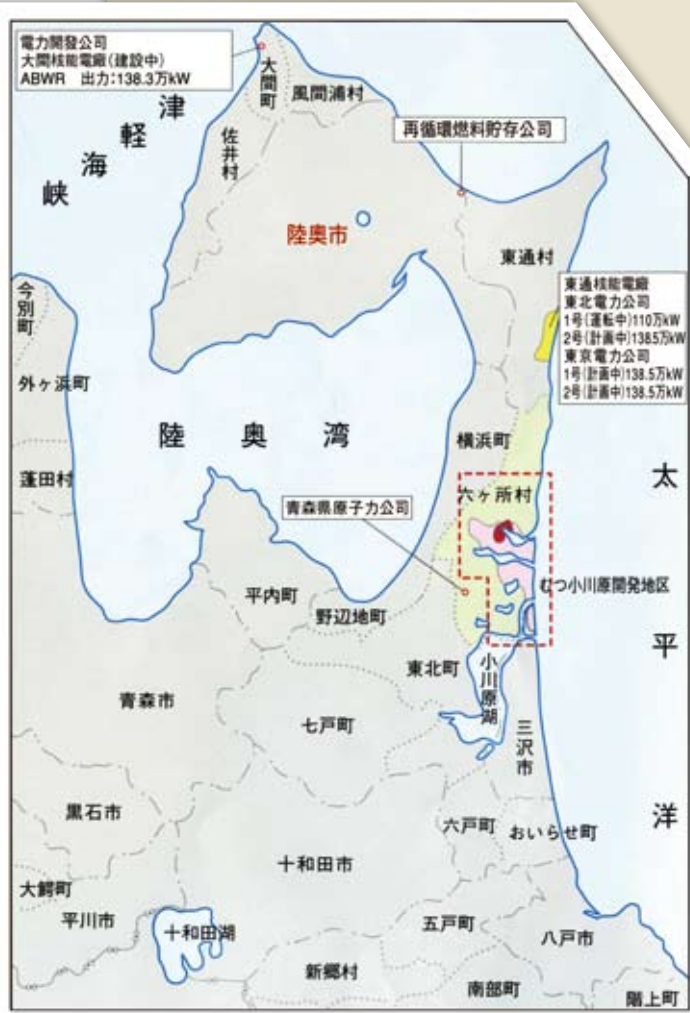 電力開發公司
大間核能電廠(建設中)
ABWR 出力:138.3万kW
大間町
風間浦村
津軽海峡
佐井村
再循環燃料貯存公司
陸奥市
東通村
今別町
東通核能電廠
東北電力公司
1号(運転中)110万kW
2号(計画中)138.5万kW
東京電力公司
1号(計画中)138.5万kW
2号(計画中)138.5万kW
外ヶ浜町
陸奥湾
横浜町
蓬田村
六ヶ所村
太平洋
青森県原子力公司
むつ小川原開発地区
平内町
野辺地町
東北町
小川原湖
青森市
七戸町
三沢市
黒石市
六戸町
おいらせ町
十和田市
大鰐町
平川市
十和田湖
五戸町
八戸市
新郷村
南部町
階上町